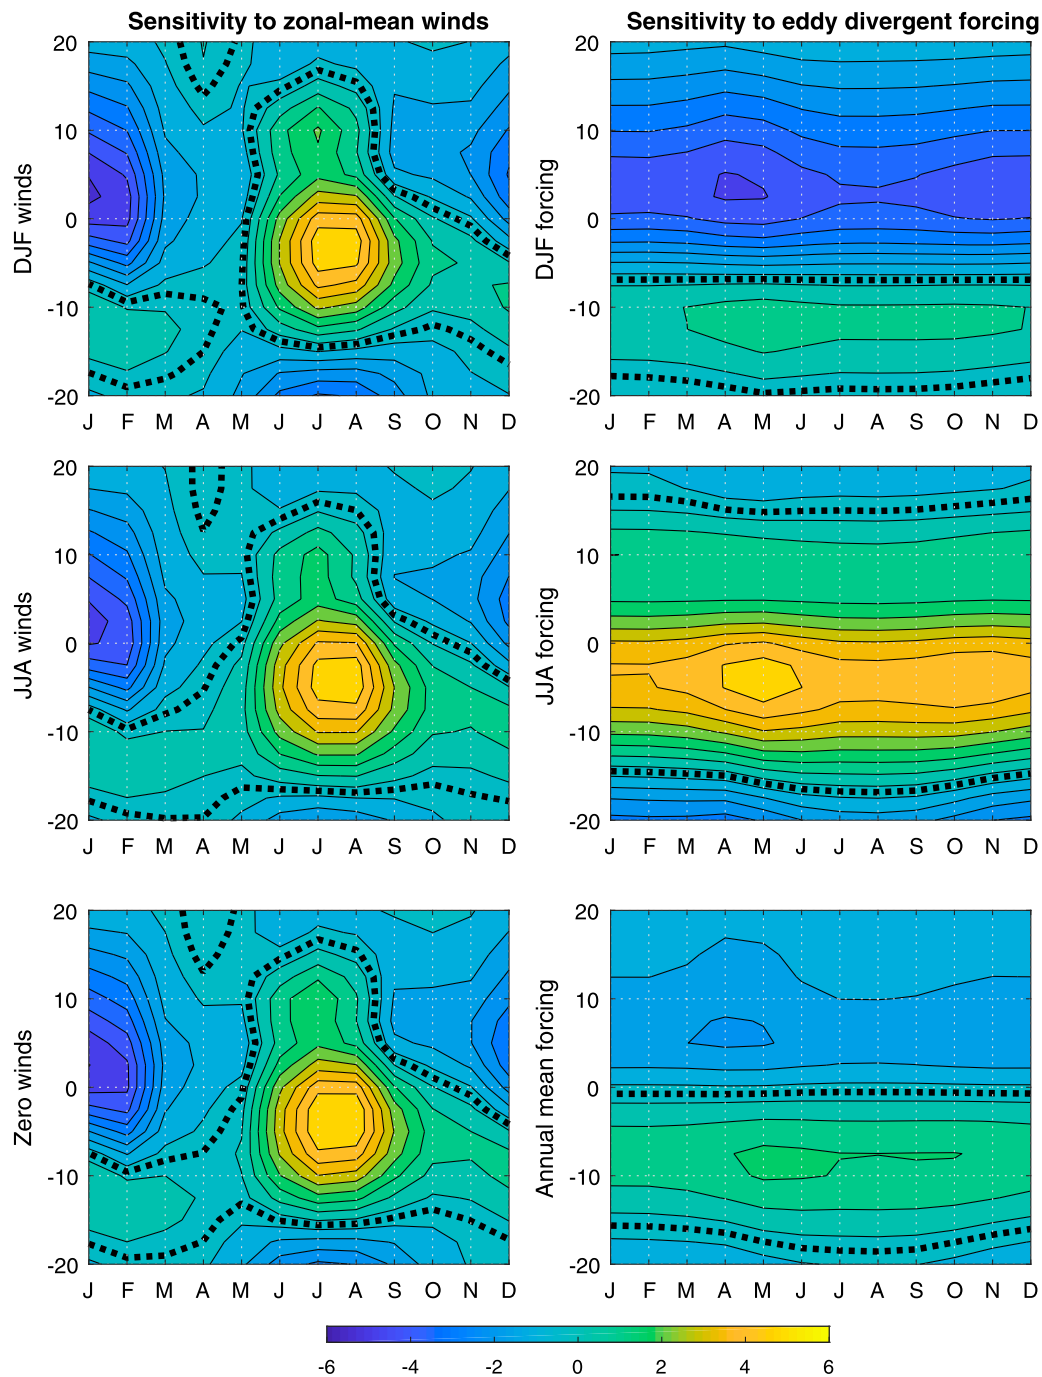 Sensitivity to zonal-mean winds
Sensitivity to eddy divergent forcing
DJF winds
20
10
0
-10
-20
J F M A M J J A S O N D
DJF forcing
20
10
0
-10
-20
J F M A M J J A S O N D
JJA winds
20
10
0
-10
-20
J F M A M J J A S O N D
JJA forcing
20
10
0
-10
-20
J F M A M J J A S O N D
Zero winds
20
10
0
-10
-20
J F M A M J J A S O N D
Annual mean forcing
20
10
0
-10
-20
J F M A M J J A S O N D
-6 -4 -2 0 2 4 6